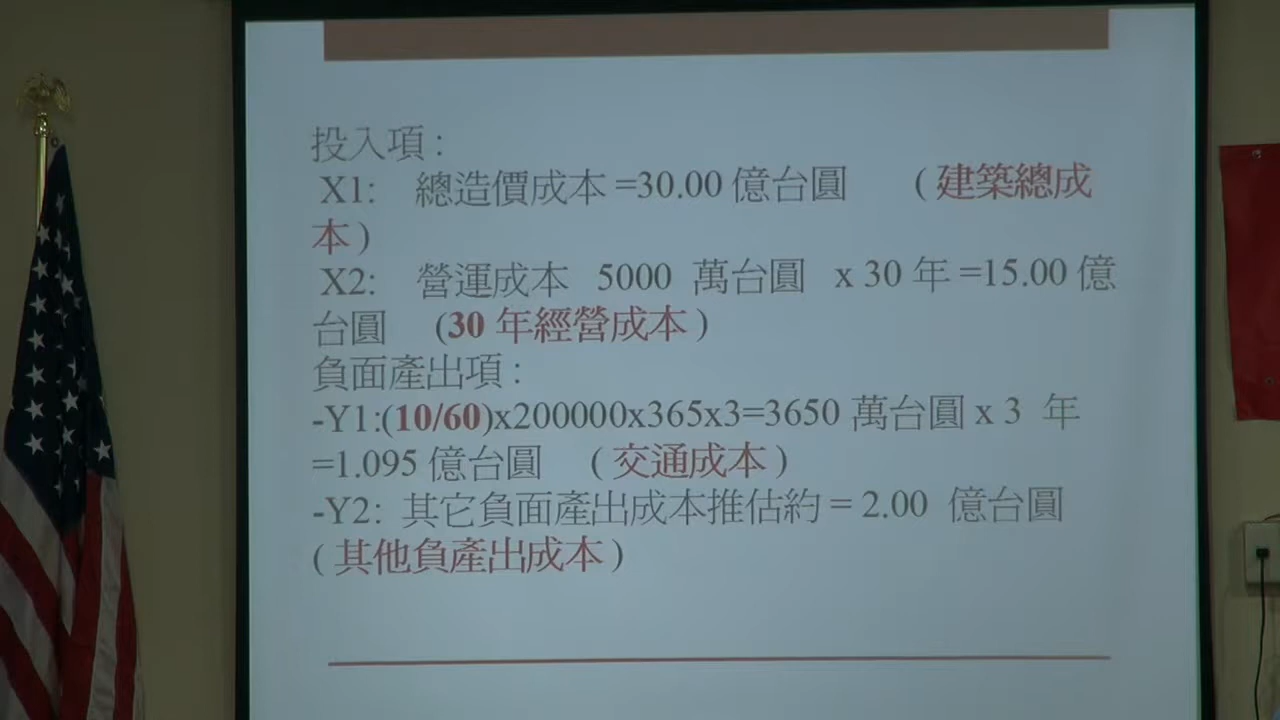 投入項 :
X1: 總造價成本 =30.00 億台圓 ( 建築總成
本 )
X2: 營運成本 5000 萬台圓 x 30 年 =15.00 億
台圓 (30 年經營成本 )
負面產出項 :
-Y1:(10/60)x200000x365x3=3650 萬台圓 x 3 年
=1.095 億台圓 ( 交通成本 )
-Y2: 其它負面產出成本推估約 = 2.00 億台圓
( 其他負產出成本 )